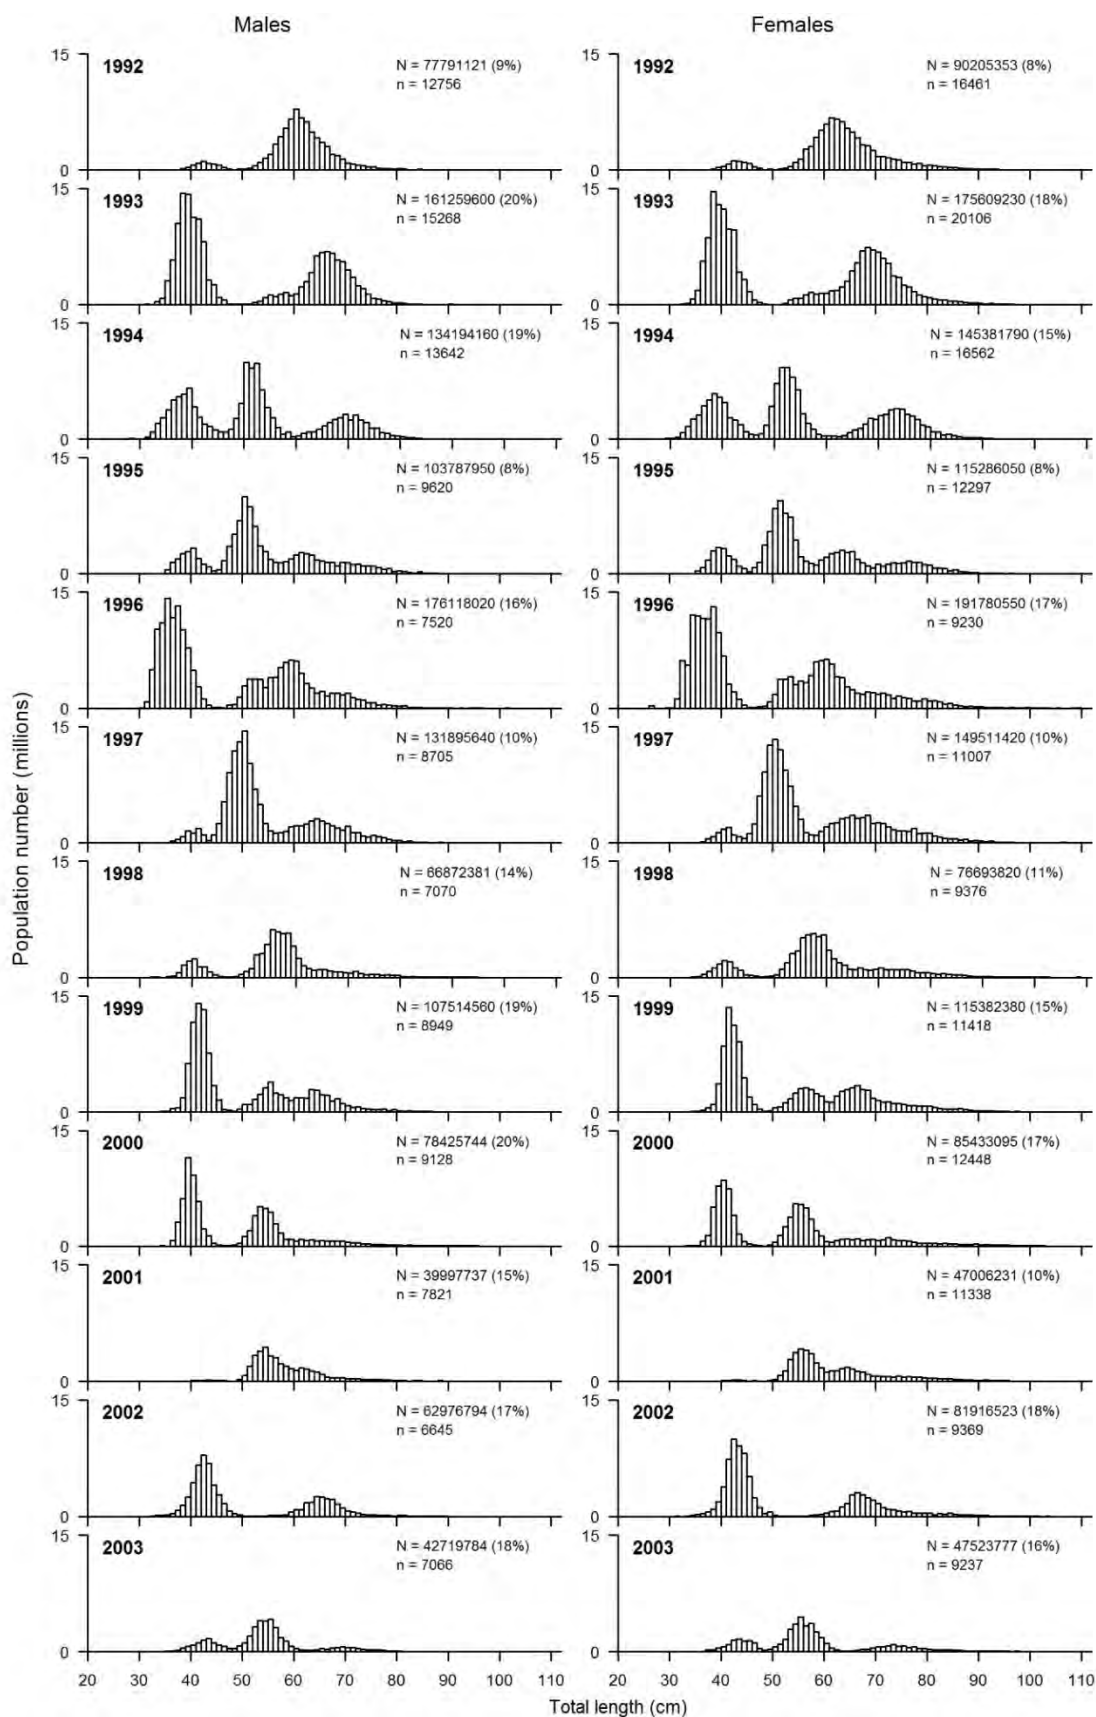 Males Females
15 1992 N = 77791121 (9%) 15 1992 N = 90205353 (8%)
n = 12756 n = 16461
0 0
15 1993 N = 161259600 (20%) 15 1993 N = 175609230 (18%)
n = 15268 n = 20106
0 0
15 1994 N = 134194160 (19%) 15 1994 N = 145381790 (15%)
n = 13642 n = 16562
0 0
15 1995 N = 103787950 (8%) 15 1995 N = 115286050 (8%)
n = 9620 n = 12297
0 0
15 1996 N = 176118020 (16%) 15 1996 N = 191780550 (17%)
n = 7520 n = 9230
0 0
15 1997 N = 131895640 (10%) 15 1997 N = 149511420 (10%)
n = 8705 n = 11007
0 0
Population number (millions)
15 1998 N = 66872381 (14%) 15 1998 N = 76693820 (11%)
n = 7070 n = 9376
0 0
15 1999 N = 107514560 (19%) 15 1999 N = 115382380 (15%)
n = 8949 n = 11418
0 0
15 2000 N = 78425744 (20%) 15 2000 N = 85433095 (17%)
n = 9128 n = 12448
0 0
15 2001 N = 39997737 (15%) 15 2001 N = 47006231 (10%)
n = 7821 n = 11338
0 0
15 2002 N = 62976794 (17%) 15 2002 N = 81916523 (18%)
n = 6645 n = 9369
0 0
15 2003 N = 42719784 (18%) 15 2003 N = 47523777 (16%)
n = 7066 n = 9237
0 0
20 30 40 50 60 70 80 90 100 20 30 40 50 60 70 80 90 100 110
Total length (cm)